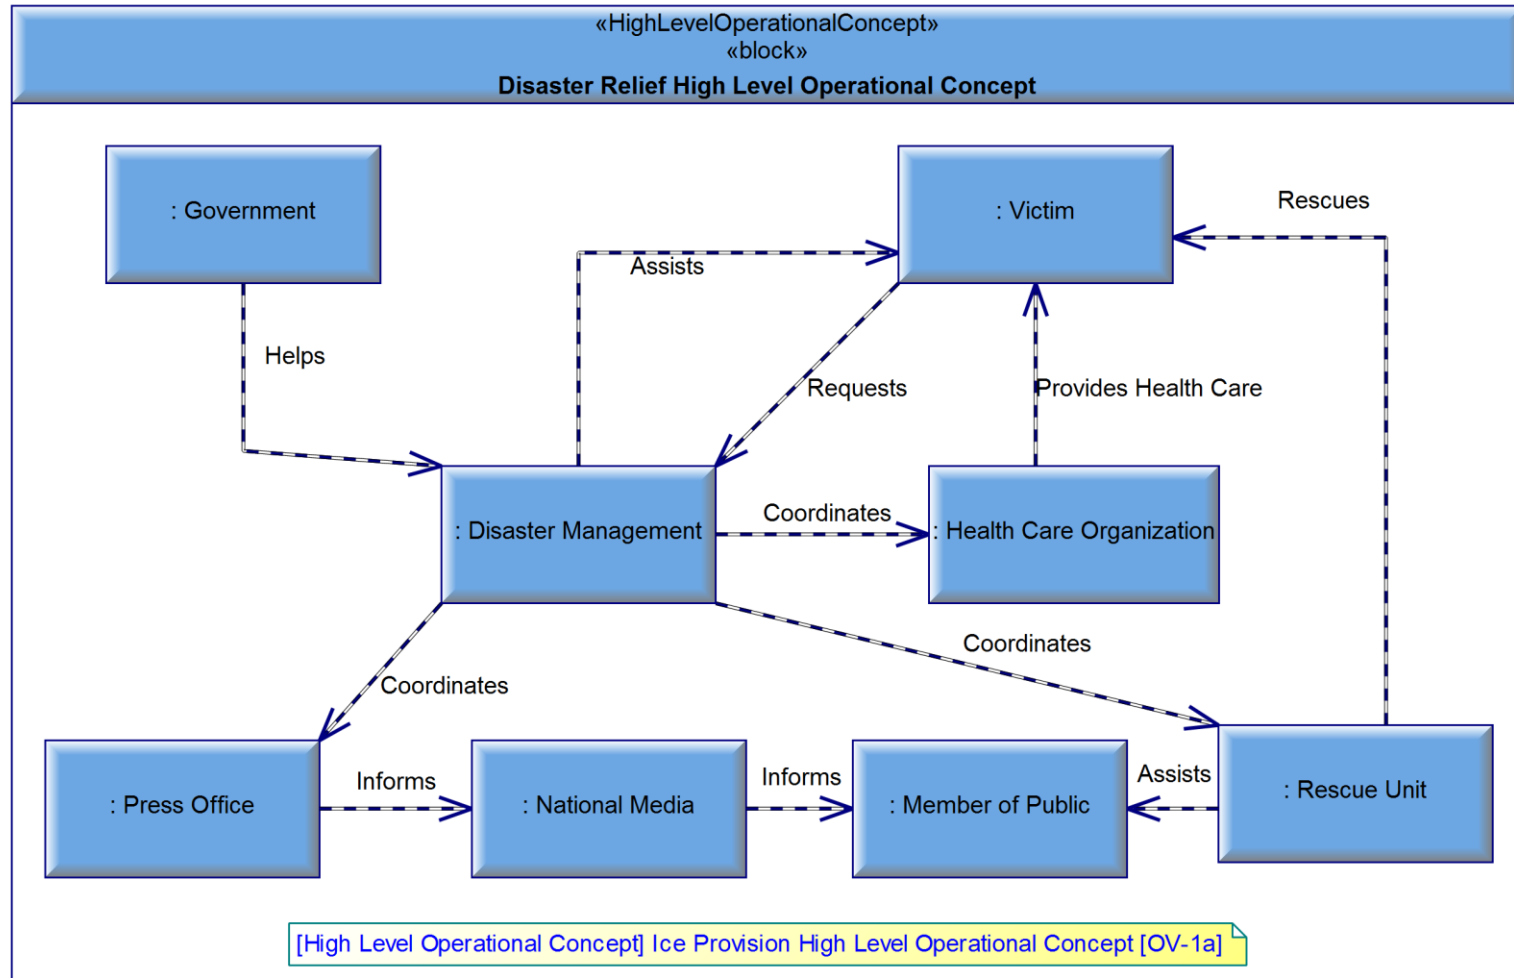 «HighLevelOperationalConcept»
«block»
Disaster Relief High Level Operational Concept
: Government
: Victim
Rescues
Assists
Helps
Requests
Provides Health Care
: Disaster Management
Coordinates
: Health Care Organization
Coordinates
Coordinates
: Press Office
Informs
: National Media
Informs
: Member of Public
Assists
: Rescue Unit
[High Level Operational Concept] Ice Provision High Level Operational Concept [OV-1a]